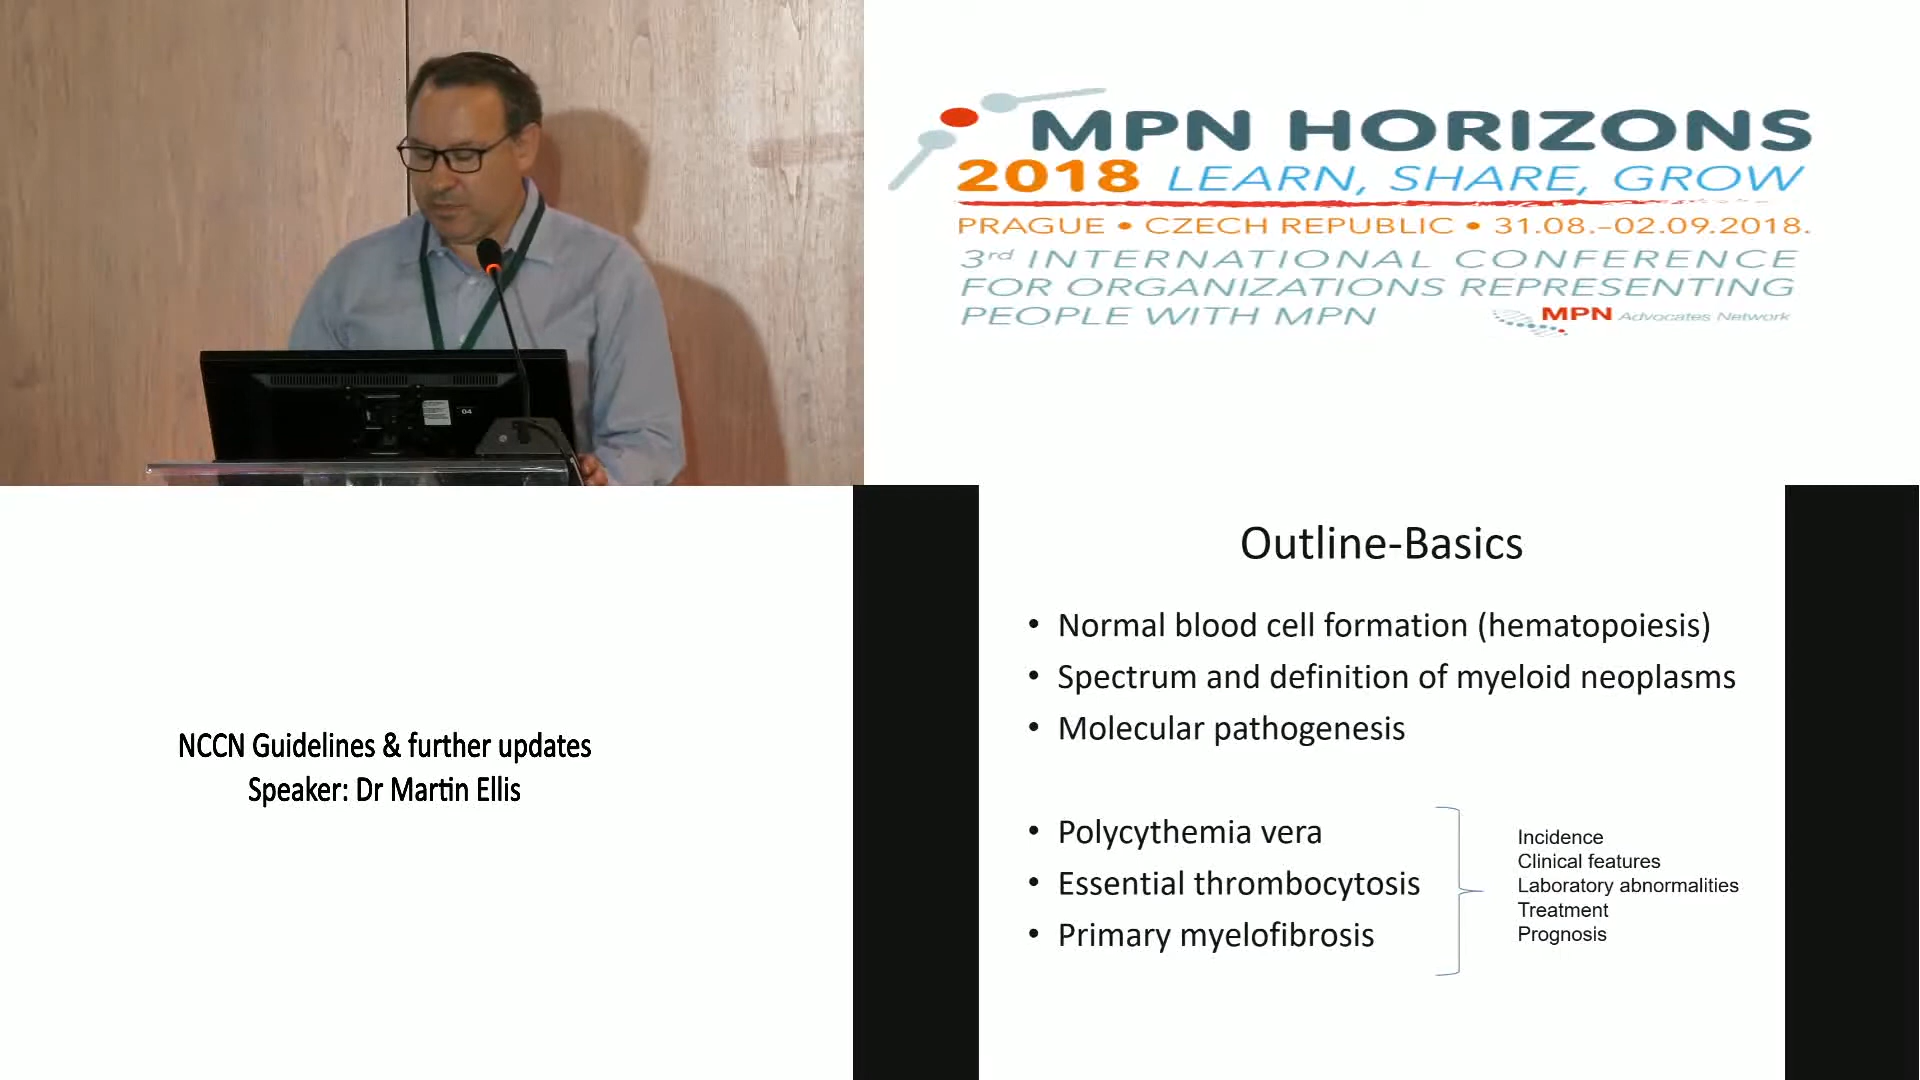 04
MPN HORIZONS
2018 LEARN, SHARE, GROW
PRAGUE • CZECH REPUBLIC • 31.08.–02.09.2018.
3rd INTERNATIONAL CONFERENCE
FOR ORGANIZATIONS REPRESENTING
PEOPLE WITH MPN
MPN Advocates Network
NCCN Guidelines & further updates
Speaker: Dr Martin Ellis
Outline-Basics
• Normal blood cell formation (hematopoiesis)
• Spectrum and definition of myeloid neoplasms
• Molecular pathogenesis
• Polycythemia vera
• Essential thrombocytosis
• Primary myelofibrosis
Incidence
Clinical features
Laboratory abnormalities
Treatment
Prognosis